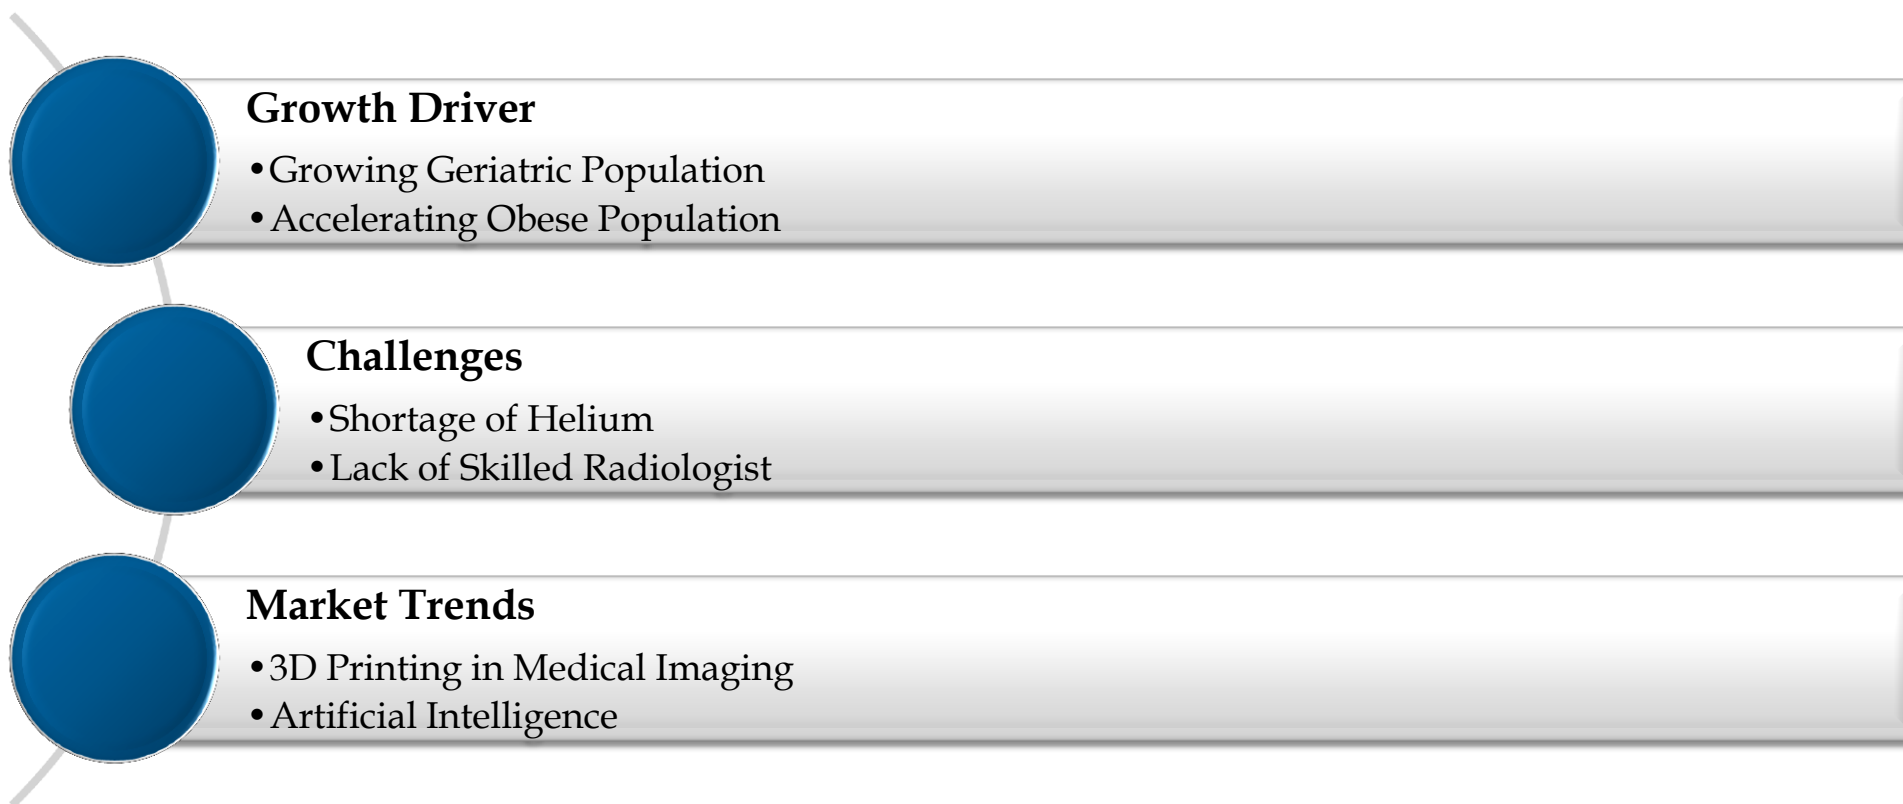 Growth Driver
•Growing Geriatric Population
•Accelerating Obese Population
Challenges
•Shortage of Helium
•Lack of Skilled Radiologist
Market Trends
•3D Printing in Medical Imaging
•Artificial Intelligence